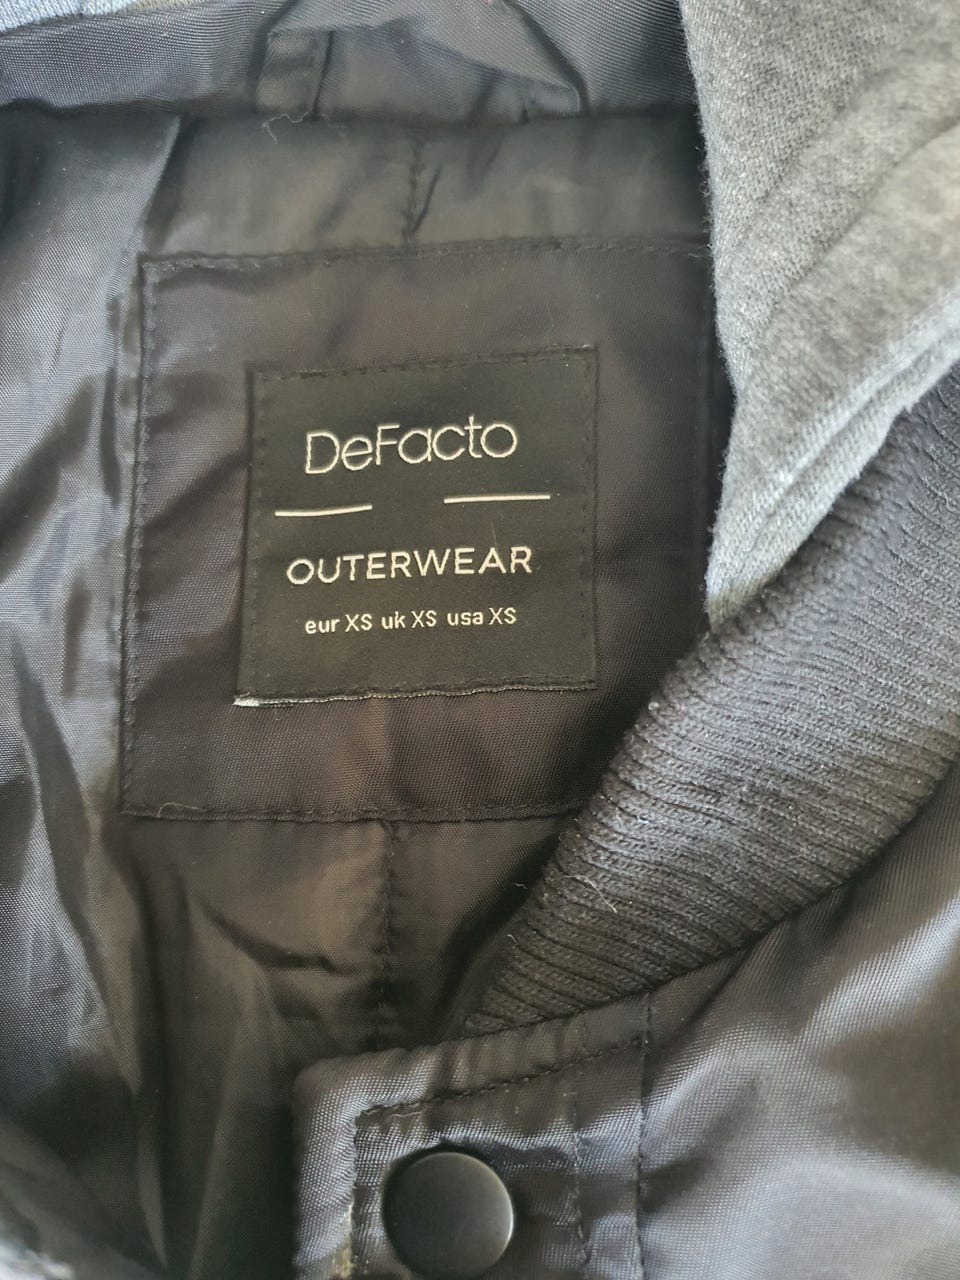 DeFacto
OUTERWEAR
eur XS uk XS usa XS